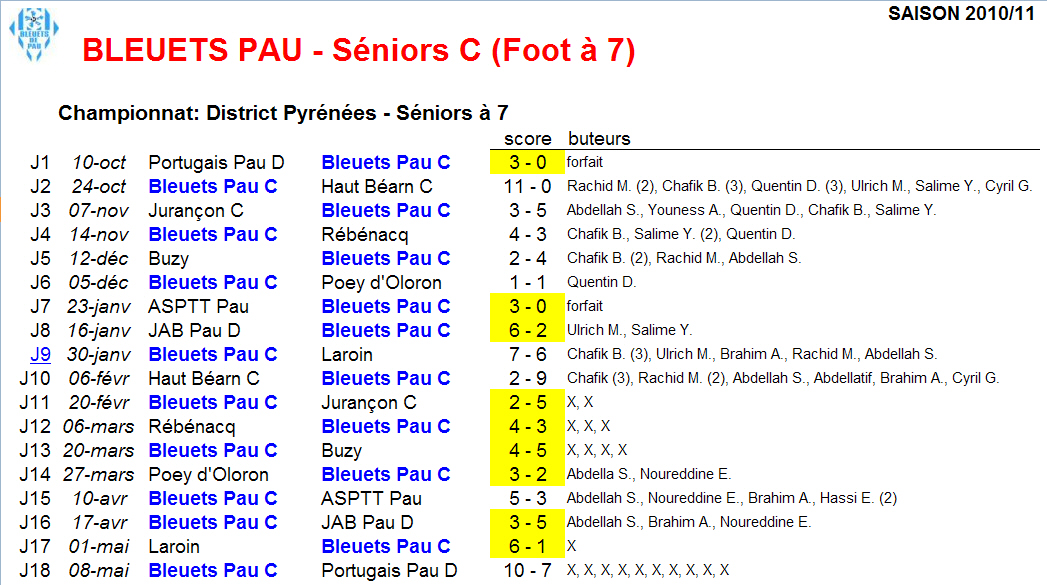 SAISON 2010/11
BLEUETS DE PAU
BLEUETS PAU - Séniors C (Foot à 7)
Championnat: District Pyrénées - Séniors à 7
score buteurs
J1 10-oct Portugais Pau D Bleuets Pau C 3 - 0 forfait
J2 24-oct Bleuets Pau C Haut Béarn C 11 - 0 Rachid M. (2), Chafik B. (3), Quentin D. (3), Ulrich M., Salime Y., Cyril G.
J3 07-nov Jurançon C Bleuets Pau C 3 - 5 Abdellah S., Youness A., Quentin D., Chafik B., Salime Y.
J4 14-nov Bleuets Pau C Rébénacq 4 - 3 Chafik B., Salime Y. (2), Quentin D.
J5 12-déc Buzy Bleuets Pau C 2 - 4 Chafik B. (2), Rachid M., Abdellah S.
J6 05-déc Bleuets Pau C Poey d'Oloron 1 - 1 Quentin D.
J7 23-janv ASPTT Pau Bleuets Pau C 3 - 0 forfait
J8 16-janv JAB Pau D Bleuets Pau C 6 - 2 Ulrich M., Salime Y.
J9 30-janv Bleuets Pau C Laroin 7 - 6 Chafik B. (3), Ulrich M., Brahim A., Rachid M., Abdellah S.
J10 06-févr Haut Béarn C Bleuets Pau C 2 - 9 Chafik (3), Rachid M. (2), Abdellah S., Abdellatif, Brahim A., Cyril G.
J11 20-févr Bleuets Pau C Jurançon C 2 - 5 X, X
J12 06-mars Rébénacq Bleuets Pau C 4 - 3 X, X, X
J13 20-mars Bleuets Pau C Buzy 4 - 5 X, X, X, X
J14 27-mars Poey d'Oloron Bleuets Pau C 3 - 2 Abdella S., Noureddine E.
J15 10-avr Bleuets Pau C ASPTT Pau 5 - 3 Abdellah S., Noureddine E., Brahim A., Hassi E. (2)
J16 17-avr Bleuets Pau C JAB Pau D 3 - 5 Abdellah S., Brahim A., Noureddine E.
J17 01-mai Laroin Bleuets Pau C 6 - 1 X
J18 08-mai Bleuets Pau C Portugais Pau D 10 - 7 X, X, X, X, X, X, X, X, X, X